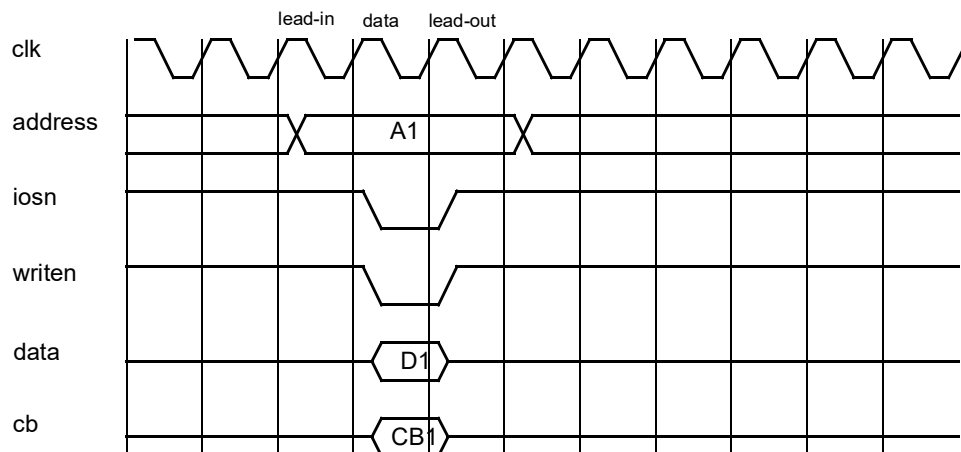 lead-in data lead-out
clk
address A1
iosn
writen
data D1
cb CB1